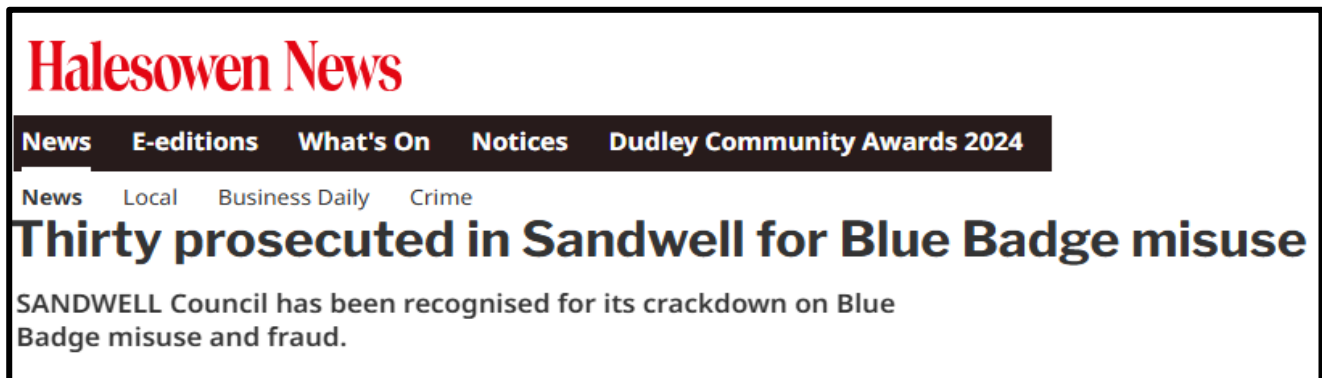 Halesowen News
News E-editions What's On Notices Dudley Community Awards 2024
News Local Business Daily Crime
Thirty prosecuted in Sandwell for Blue Badge misuse
SANDWELL Council has been recognised for its crackdown on Blue
Badge misuse and fraud.